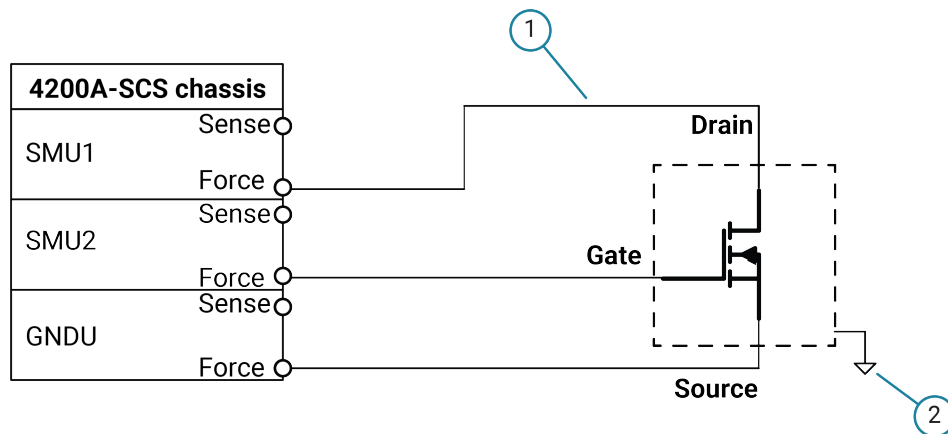 1
4200A-SCS chassis
Sense
SMU1
Force
Drain
Sense
SMU2
Force
Gate
Sense
GNDU
Force
Source
2